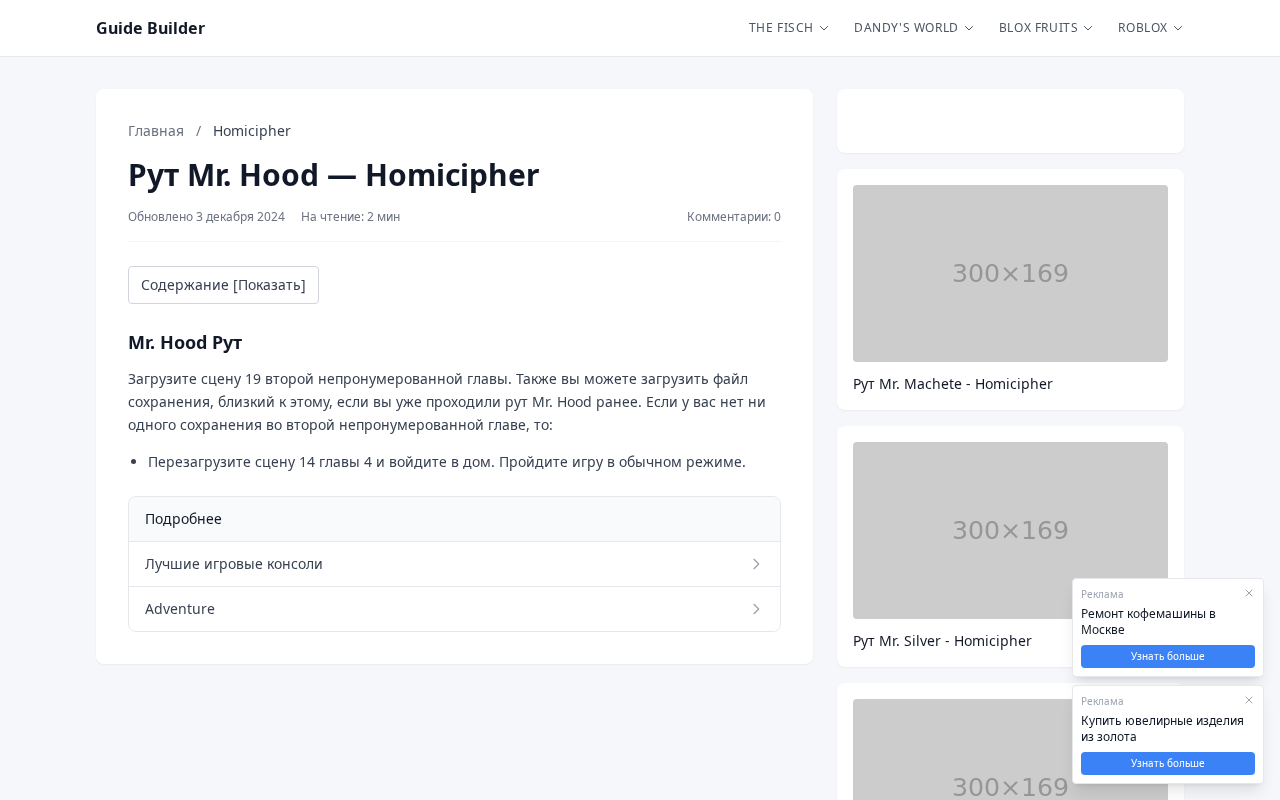 Guide Builder
THE FISCH
DANDY'S WORLD
BLOX FRUITS
ROBLOX
Главная / Homicipher
Рут Mr. Hood — Homicipher
Обновлено 3 декабря 2024
На чтение: 2 мин
Комментарии: 0
Содержание [Показать]
Mr. Hood Рут
Загрузите сцену 19 второй непронумерованной главы. Также вы можете загрузить файл
сохранения, близкий к этому, если вы уже проходили рут Mr. Hood ранее. Если у вас нет ни
одного сохранения во второй непронумерованной главе, то:
• Перезагрузите сцену 14 главы 4 и войдите в дом. Пройдите игру в обычном режиме.
Подробнее
Лучшие игровые консоли
Adventure
300×169
Рут Mr. Machete - Homicipher
300×169
Рут Mr. Silver - Homicipher
300×169
Реклама
Ремонт кофемашины в
Москве
Узнать больше
Реклама
Купить ювелирные изделия
из золота
Узнать больше